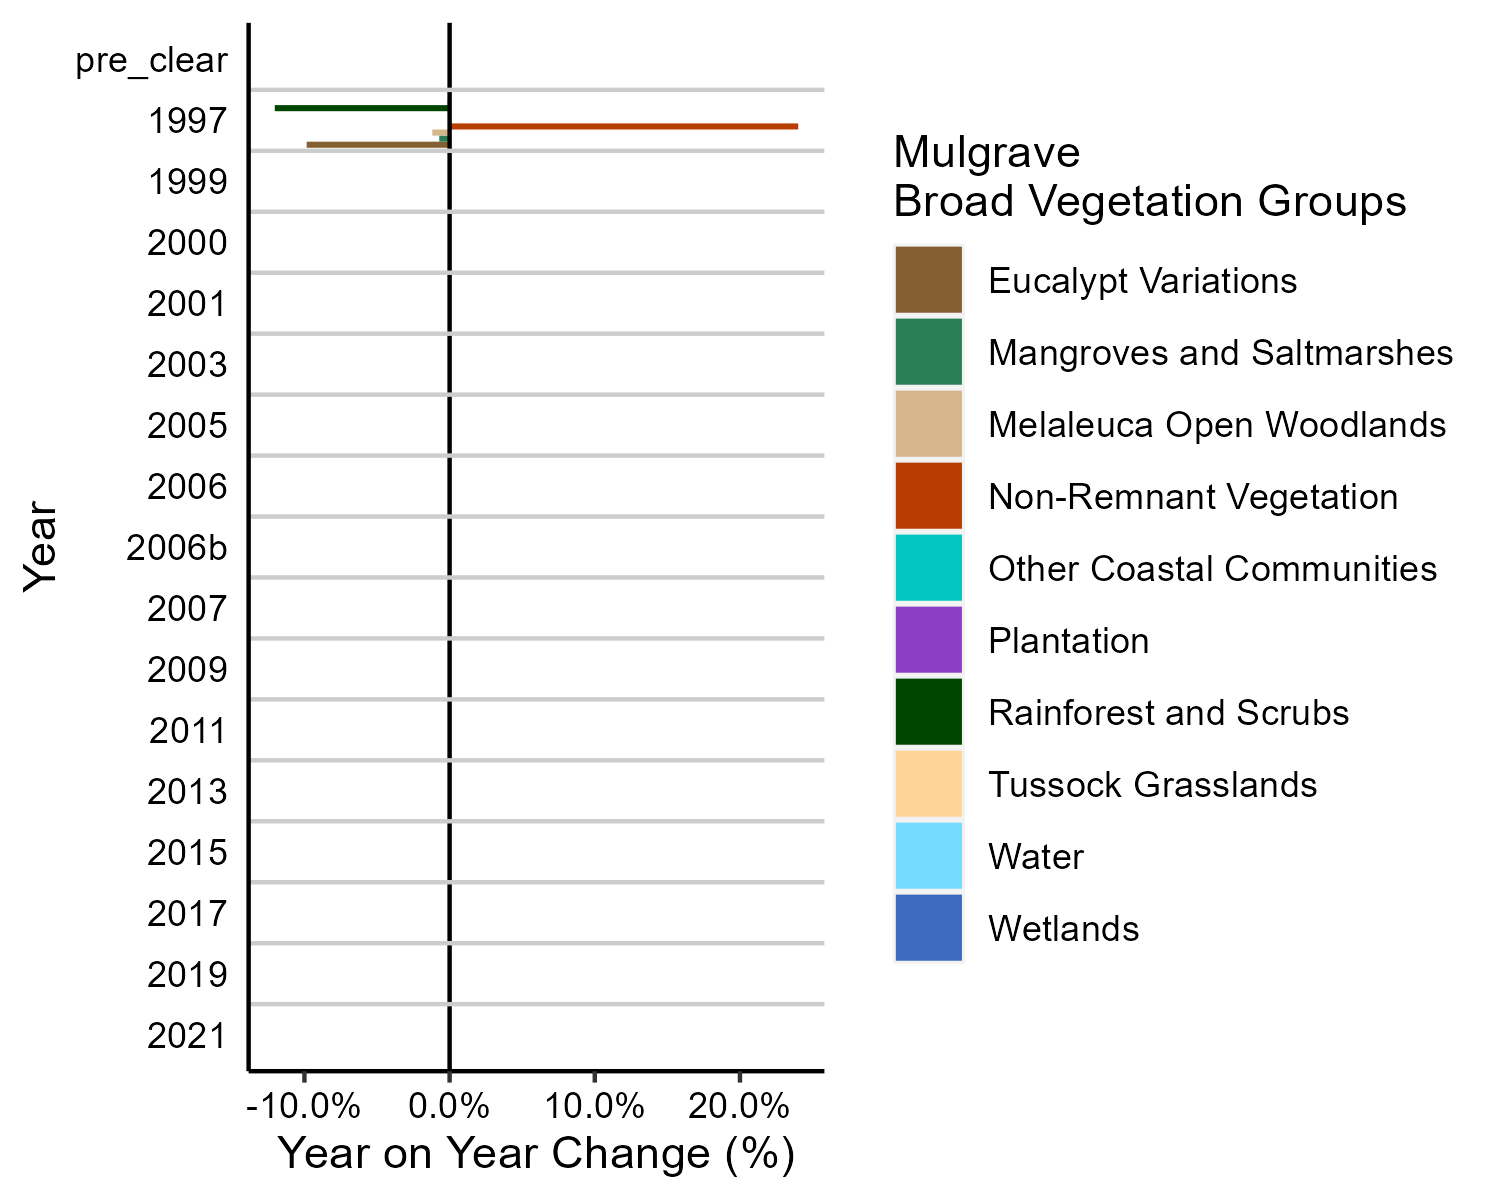 pre_clear
1997
1999
2000
2001
2003
2005
2006
2006b
2007
2009
2011
2013
2015
2017
2019
2021
Year
-10.0%
0.0%
10.0%
20.0%
Year on Year Change (%)
Mulgrave
Broad Vegetation Groups
Eucalypt Variations
Mangroves and Saltmarshes
Melaleuca Open Woodlands
Non-Remnant Vegetation
Other Coastal Communities
Plantation
Rainforest and Scrubs
Tussock Grasslands
Water
Wetlands